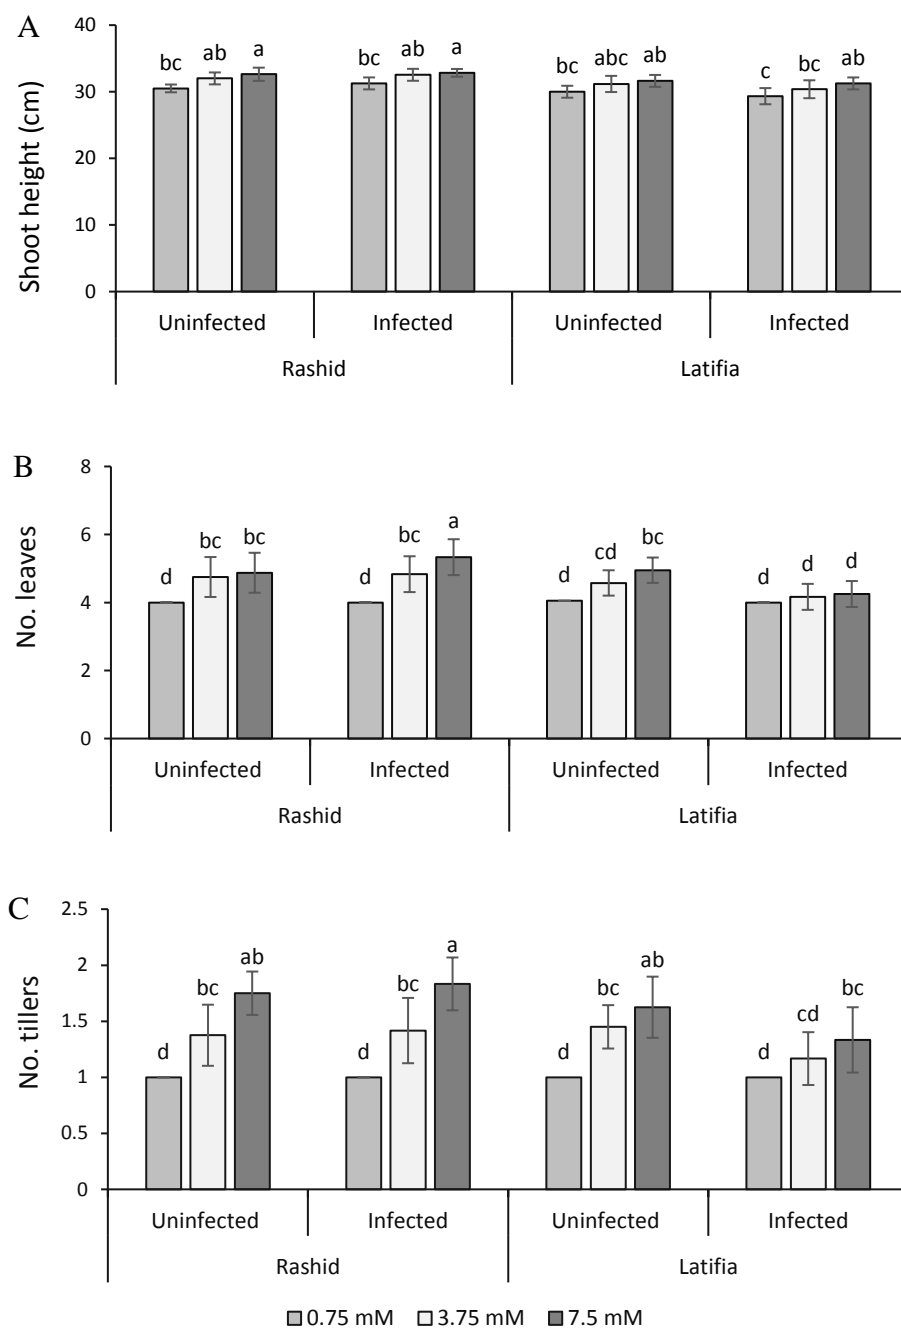 A
Shoot height (cm)
40
30
20
10
0
bc ab a bc ab a bc abc ab c bc ab
Uninfected Infected Uninfected Infected
Rashid Latifia
B
No. leaves
8
6
4
2
0
d bc bc d bc a d cd bc d d d
Uninfected Infected Uninfected Infected
Rashid Latifia
C
No. tillers
2.5
2
1.5
1
0.5
0
d bc ab d bc a d bc ab d cd bc
Uninfected Infected Uninfected Infected
Rashid Latifia
0.75 mM 3.75 mM 7.5 mM